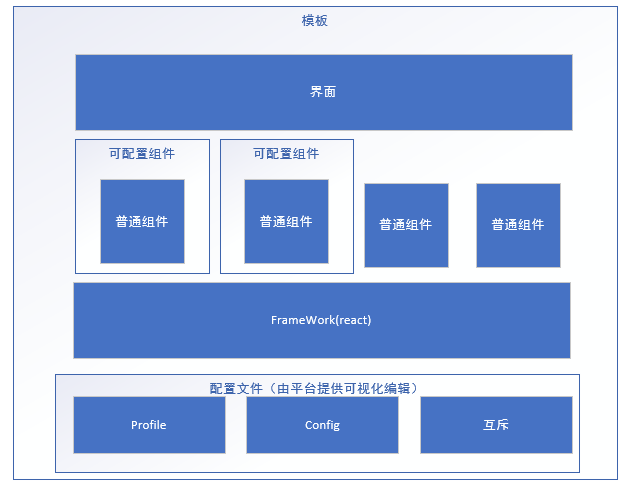 模板
界面
可配置组件
可配置组件
普通组件
普通组件
普通组件
普通组件
FrameWork(react)
配置文件（由平台提供可视化编辑）
Profile
Config
互斥